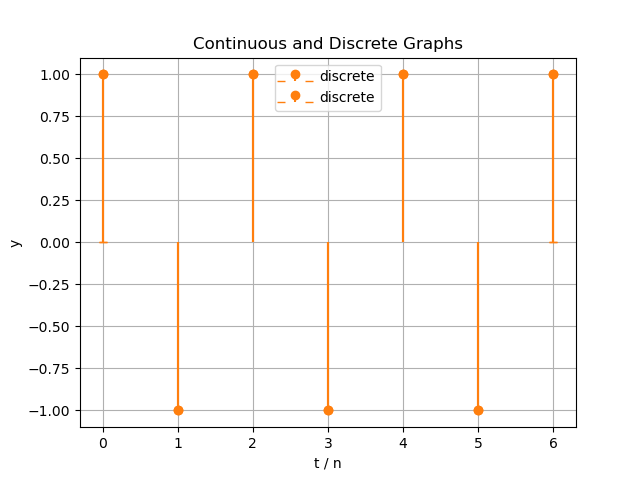 Continuous and Discrete Graphs
discrete
discrete
1.00
0.75
0.50
0.25
0.00
−0.25
−0.50
−0.75
−1.00
y
0 1 2 3 4 5 6
t / n